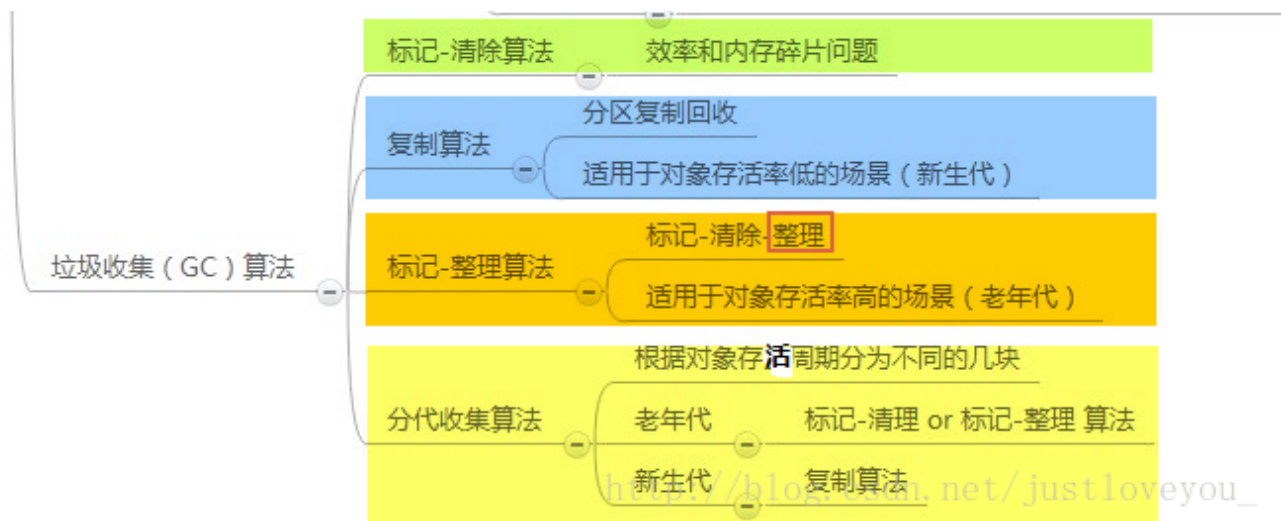 标记-清除算法
效率和内存碎片问题
复制算法
分区复制回收
适用于对象存活率低的场景（新生代）
垃圾收集（GC）算法
标记-整理算法
标记-清除-整理
适用于对象存活率高的场景（老年代）
分代收集算法
根据对象存活周期分为不同的几块
老年代
标记-清理 or 标记-整理 算法
新生代
复制算法
http://blog.csdn.net/justloveyou_